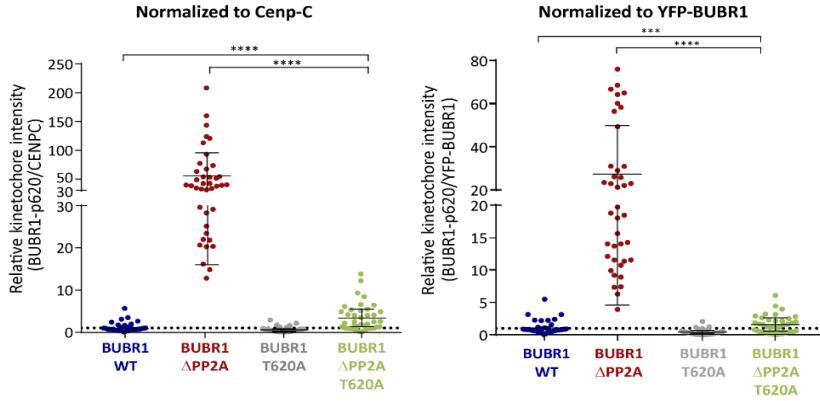 Normalized to Cenp-C
****
****
Relative kinetochore intensity
(BUBR1-p620/CENPC)
250
200
150
100
50
30
30
20
10
0
BUBR1
WT
BUBR1
ΔPP2A
BUBR1
T620A
BUBR1
ΔPP2A
T620A
Normalized to YFP-BUBR1
***
****
Relative kinetochore intensity
(BUBR1-p620/YFP-BUBR1)
80
60
40
20
20
15
10
5
0
BUBR1
WT
BUBR1
ΔPP2A
BUBR1
T620A
BUBR1
ΔPP2A
T620A